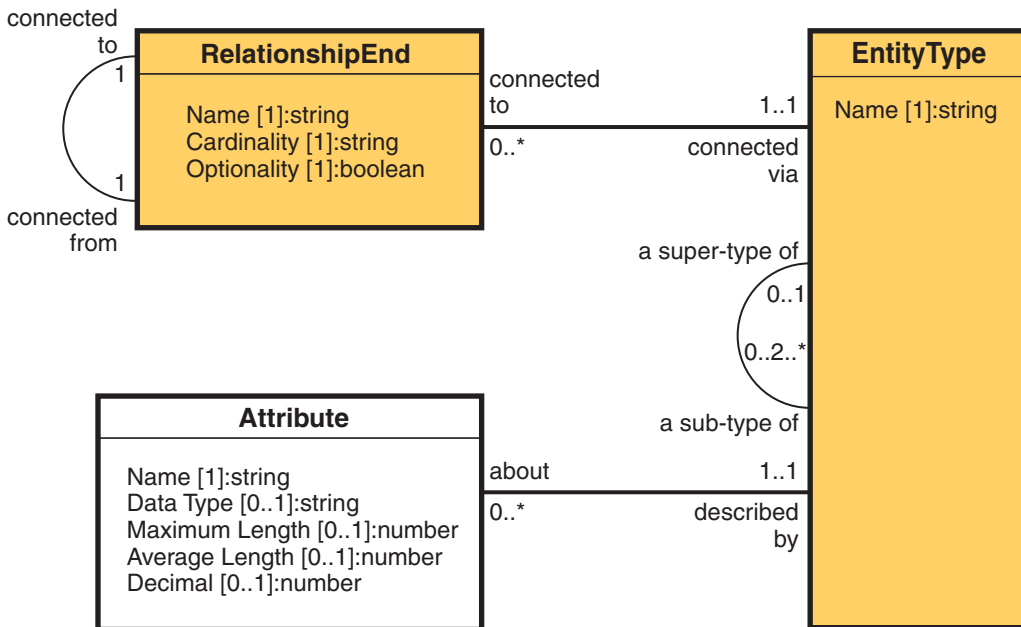 connected
to
1
1
connected
from
RelationshipEnd
Name [1]:string
Cardinality [1]:string
Optionality [1]:boolean
connected
to
0..*
1..1
connected
via
EntityType
Name [1]:string
a super-type of
0..1
0..2..*
a sub-type of
Attribute
Name [1]:string
Data Type [0..1]:string
Maximum Length [0..1]:number
Average Length [0..1]:number
Decimal [0..1]:number
about
0..*
1..1
described
by